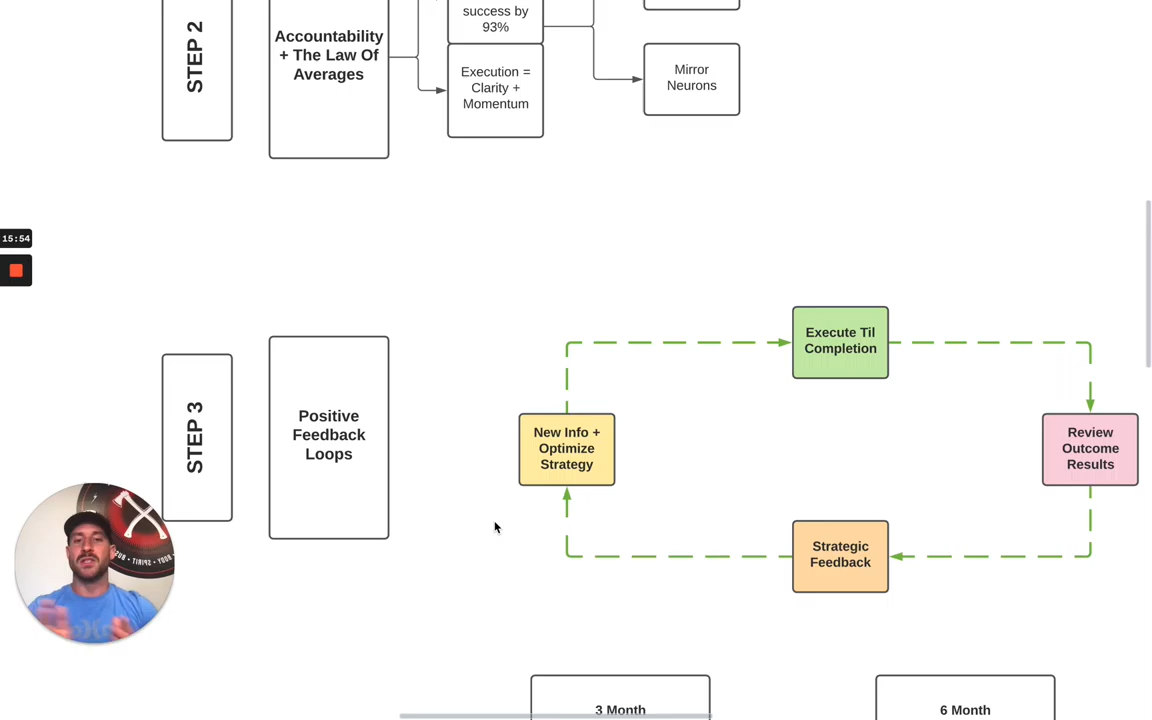 success by
93%
STEP 2
Accountability
+ The Law Of
Averages
Execution =
Clarity +
Momentum
Mirror
Neurons
15:54
STEP 3
Positive
Feedback
Loops
Execute Til
Completion
New Info +
Optimize
Strategy
Review
Outcome
Results
Strategic
Feedback
3 Month
6 Month